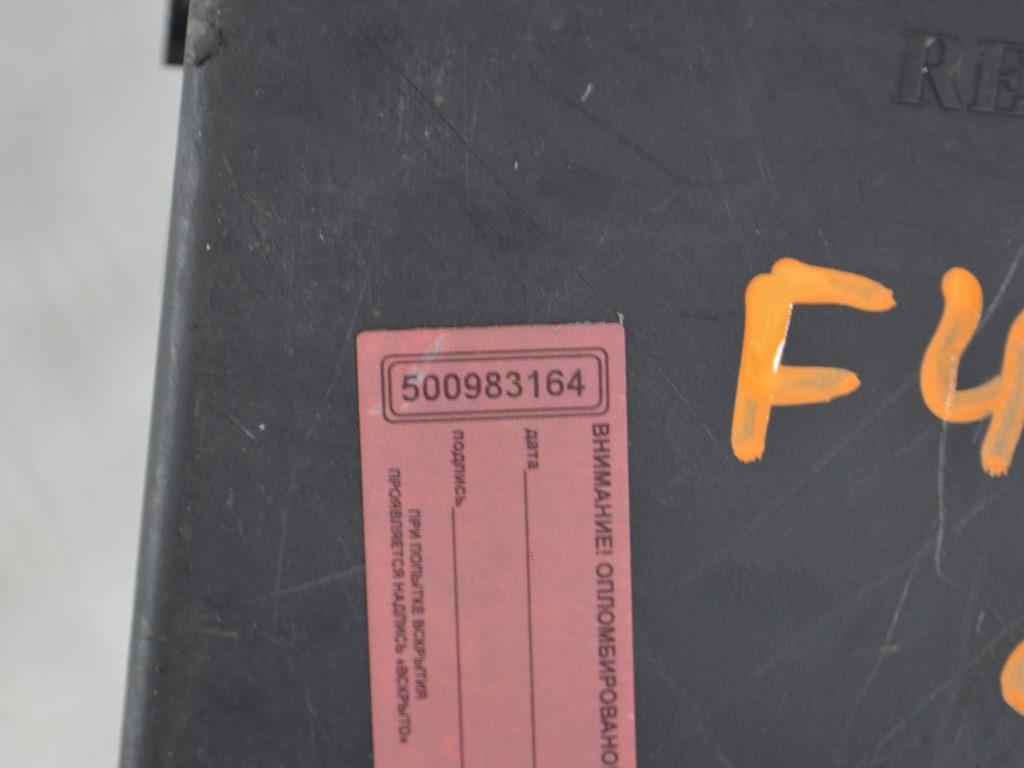 RE
F4
500983164
ВНИМАНИЕ! ОПЛОМБИРОВАНО
дата
подпись
ПРИ ПОПЫТКЕ ВСКРЫТИЯ
ПРОЯВЛЯЕТСЯ НАДПИСЬ «ВСКРЫТО»